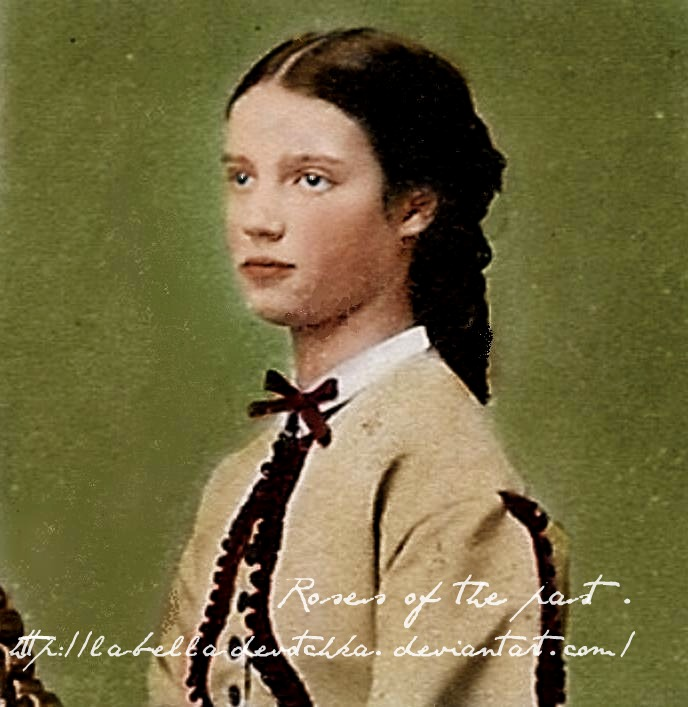 Roses of the past .
http://labelladevotchka.deviantart.com/